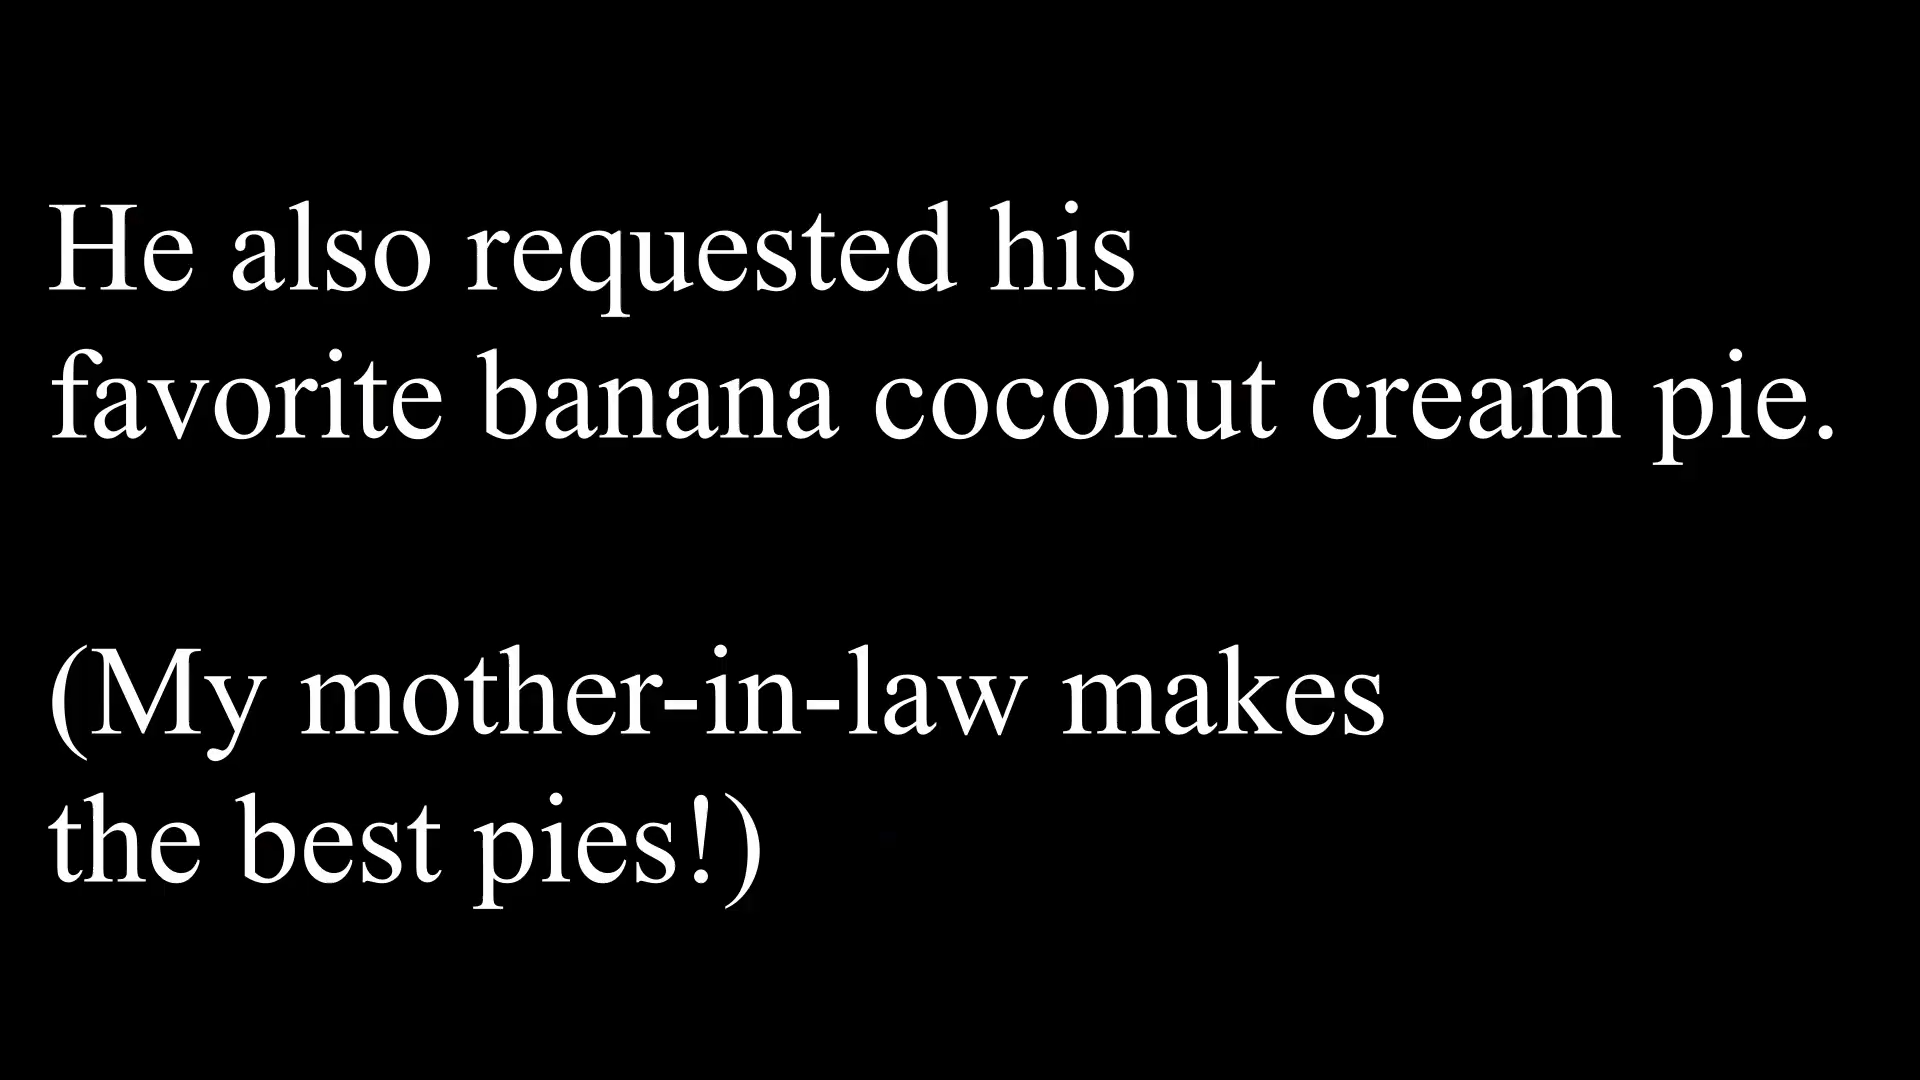 He also requested his
favorite banana coconut cream pie.
(My mother-in-law makes
the best pies!)